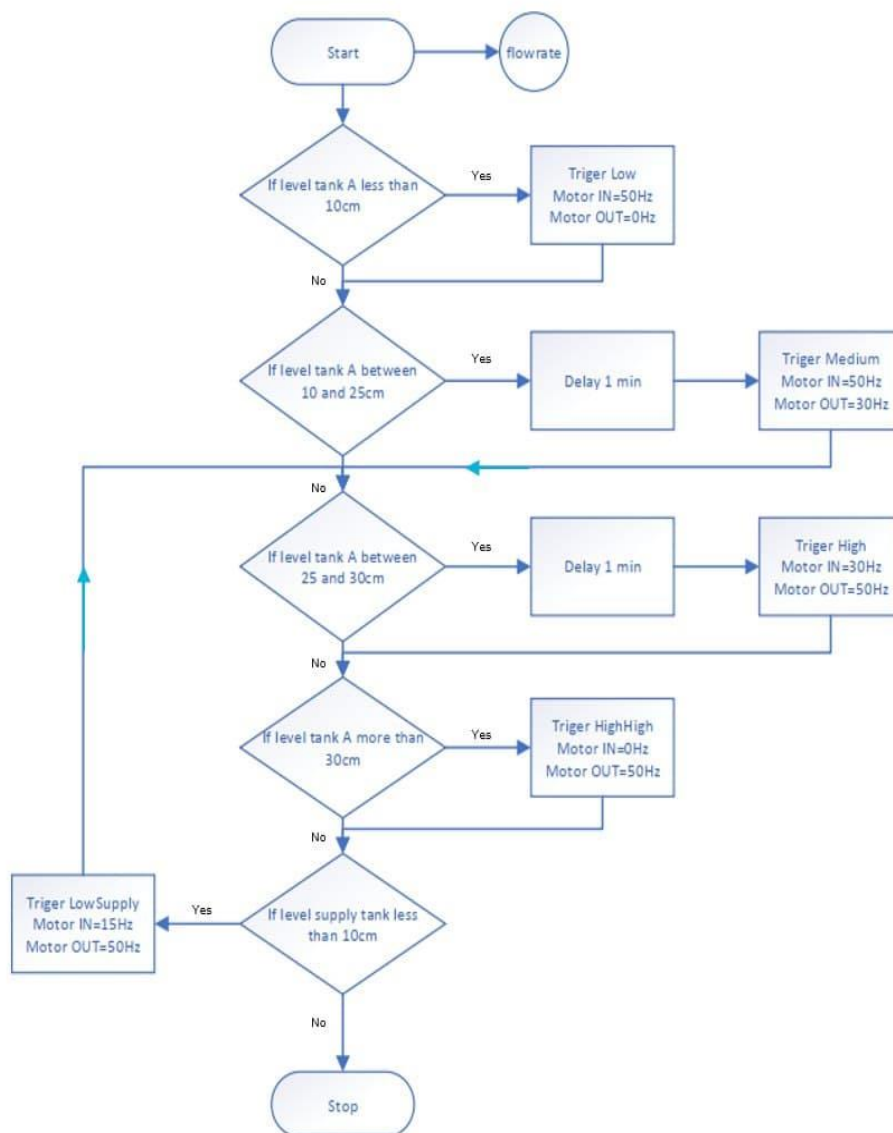 Start
flowrate
If level tank A less than
10cm
Yes
Triger Low
Motor IN=50Hz
Motor OUT=0Hz
No
If level tank A between
10 and 25cm
Yes
Delay 1 min
Triger Medium
Motor IN=50Hz
Motor OUT=30Hz
No
If level tank A between
25 and 30cm
Yes
Delay 1 min
Triger High
Motor IN=30Hz
Motor OUT=50Hz
No
If level tank A more than
30cm
Yes
Triger HighHigh
Motor IN=0Hz
Motor OUT=50Hz
No
If level supply tank less
than 10cm
Yes
Triger LowSupply
Motor IN=15Hz
Motor OUT=50Hz
No
Stop